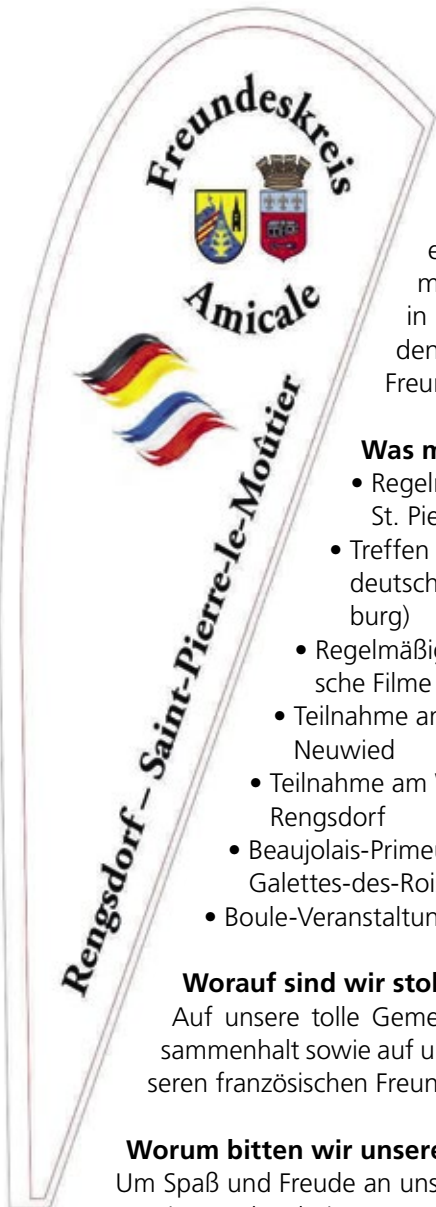 Freundeskreis
Amicale
Rengsdorf – Saint-Pierre-le-Moûtier
in
den
Freun
Was m
• Regelm
St. Pie
• Treffen
deutsch
burg)
• Regelmäßig
sche Filme
• Teilnahme an
Neuwied
• Teilnahme am
Rengsdorf
• Beaujolais-Primeu
Galettes-des-Roi
• Boule-Veranstaltun
Worauf sind wir stol
Auf unsere tolle Geme
sammenhalt sowie auf u
seren französischen Freun
Worum bitten wir unsere
Um Spaß und Freude an uns